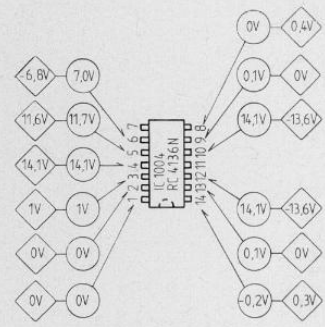 0V 0,4V
-6,8V 7,0V 0,1V 0V
11,6V 11,7V 14,1V -13,6V
14,1V 14,1V
1V 1V 14,1V -13,6V
0V 0V 0,1V 0V
0V 0V -0,2V 0,3V
1 2 3 4 5 6 7
IC 1004
RC 4136N
14 13 12 11 10 9 8